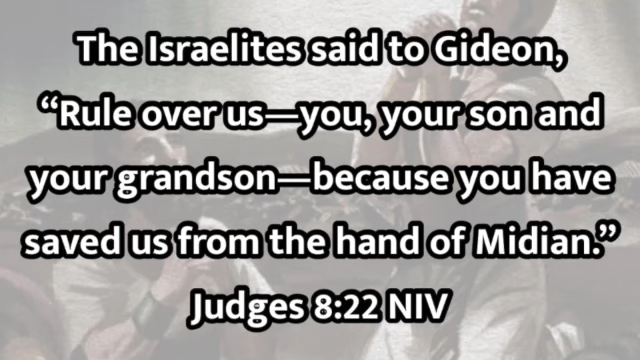 The Israelites said to Gideon,
“Rule over us—you, your son and
your grandson—because you have
saved us from the hand of Midian.”
Judges 8:22 NIV